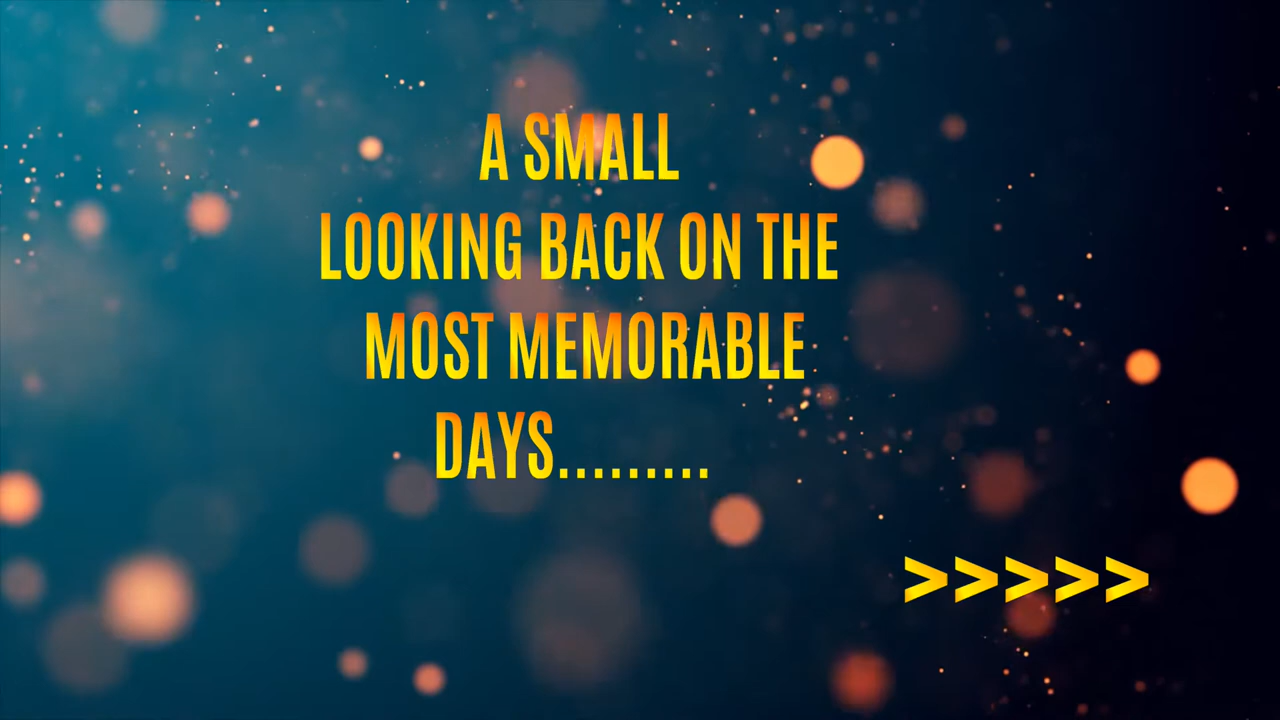 A SMALL
LOOKING BACK ON THE
MOST MEMORABLE
DAYS.........
>>>>>